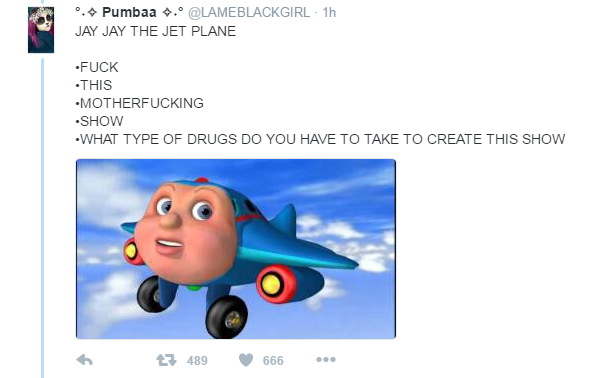 °.✧ Pumbaa ✧.° @LAMEBLACKGIRL · 1h
JAY JAY THE JET PLANE
•FUCK
•THIS
•MOTHERFUCKING
•SHOW
•WHAT TYPE OF DRUGS DO YOU HAVE TO TAKE TO CREATE THIS SHOW
489 666